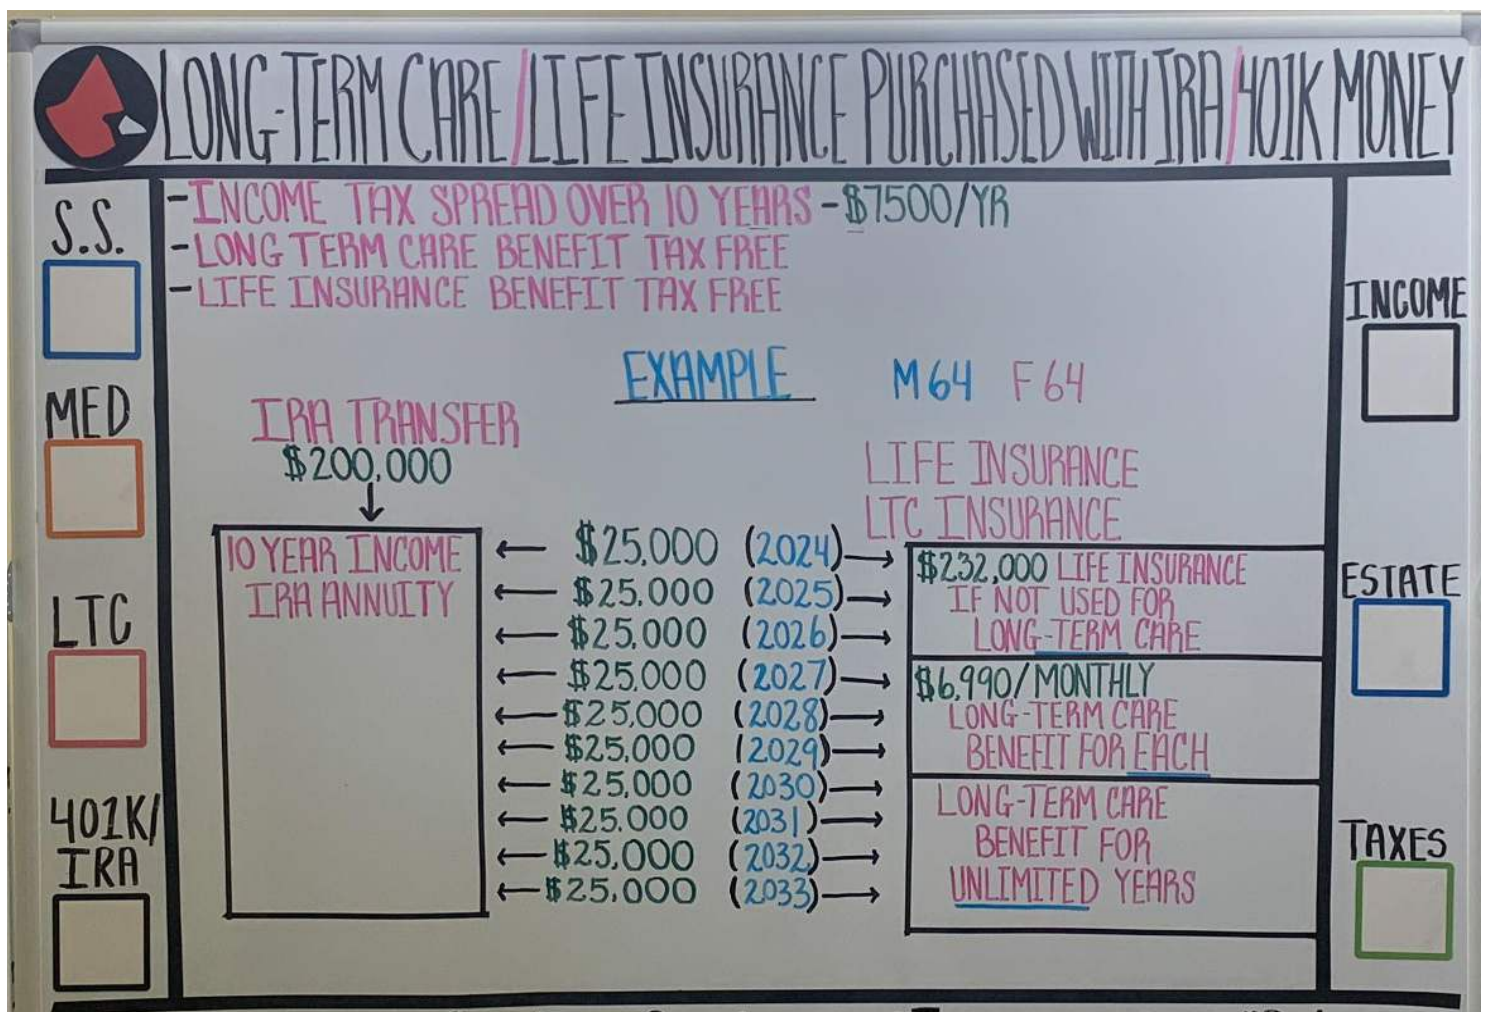 LONG-TERM CARE/LIFE INSURANCE PURCHASED WITH IRA/401K MONEY
S.S.
MED
LTC
401K/
IRA
-INCOME TAX SPREAD OVER 10 YEARS-$7500/YR
-LONG TERM CARE BENEFIT TAX FREE
-LIFE INSURANCE BENEFIT TAX FREE
EXAMPLE M64 F64
IRA TRANSFER
$200,000
↓
10 YEAR INCOME
IRA ANNUITY
← $25,000 (2024) →
← $25,000 (2025) →
← $25,000 (2026) →
← $25,000 (2027) →
← $25,000 (2028) →
← $25,000 (2029) →
← $25,000 (2030) →
← $25,000 (2031) →
← $25,000 (2032) →
← $25,000 (2033) →
LIFE INSURANCE
LTC INSURANCE
$232,000 LIFE INSURANCE
IF NOT USED FOR
LONG-TERM CARE
$6,990/MONTHLY
LONG-TERM CARE
BENEFIT FOR EACH
LONG-TERM CARE
BENEFIT FOR
UNLIMITED YEARS
INCOME
ESTATE
TAXES